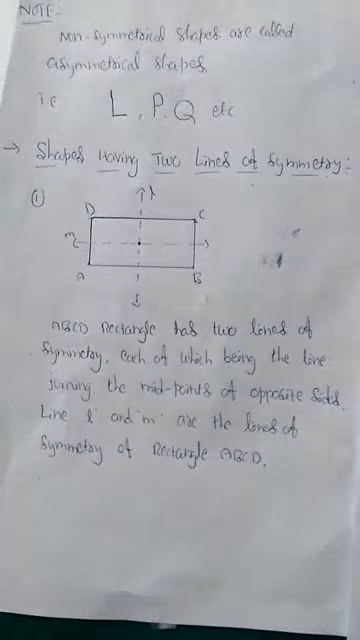 NOTE:-
Non-symmetrical shapes are called
asymmetrical shapes
ie L, P, Q etc
→ Shapes Having Two Lines of Symmetry:-
①
l
D C
m
A B
ABCD Rectangle has two lines of
Symmetry, each of which being the line
joining the mid-points of opposite sides.
Line 'l' and 'm' are the lines of
Symmetry of Rectangle ABCD.